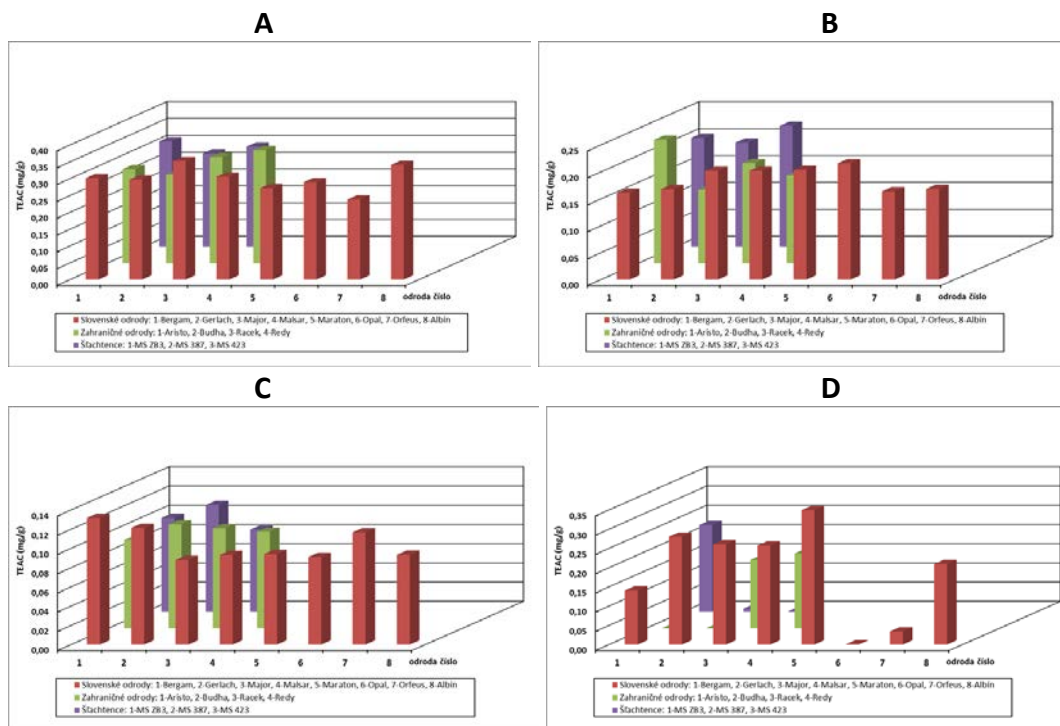 A
B
TEAC (mg/g)
0,40
0,35
0,30
0,25
0,20
0,15
0,10
0,05
0,00
1 2 3 4 5 6 7 8 odroda číslo
Slovenské odrody: 1-Bergam, 2-Gerlach, 3-Major, 4-Malsar, 5-Maraton, 6-Opal, 7-Orfeus, 8-Albín
Zahraničné odrody: 1-Aristo, 2-Budha, 3-Racek, 4-Redy
Šľachtence: 1-MS ZB3, 2-MS 387, 3-MS 423
TEAC (mg/g)
0,25
0,20
0,15
0,10
0,05
0,00
1 2 3 4 5 6 7 8 odroda číslo
Slovenské odrody: 1-Bergam, 2-Gerlach, 3-Major, 4-Malsar, 5-Maraton, 6-Opal, 7-Orfeus, 8-Albín
Zahraničné odrody: 1-Aristo, 2-Budha, 3-Racek, 4-Redy
Šľachtence: 1-MS ZB3, 2-MS 387, 3-MS 423
C
D
TEAC (mg/g)
0,14
0,12
0,10
0,08
0,06
0,04
0,02
0,00
1 2 3 4 5 6 7 8 odroda číslo
Slovenské odrody: 1-Bergam, 2-Gerlach, 3-Major, 4-Malsar, 5-Maraton, 6-Opal, 7-Orfeus, 8-Albín
Zahraničné odrody: 1-Aristo, 2-Budha, 3-Racek, 4-Redy
Šľachtence: 1-MS ZB3, 2-MS 387, 3-MS 423
TEAC (mg/g)
0,35
0,30
0,25
0,20
0,15
0,10
0,05
0,00
1 2 3 4 5 6 7 8 odroda číslo
Slovenské odrody: 1-Bergam, 2-Gerlach, 3-Major, 4-Malsar, 5-Maraton, 6-Opal, 7-Orfeus, 8-Albín
Zahraničné odrody: 1-Aristo, 2-Budha, 3-Racek, 4-Redy
Šľachtence: 1-MS ZB3, 2-MS 387, 3-MS 423